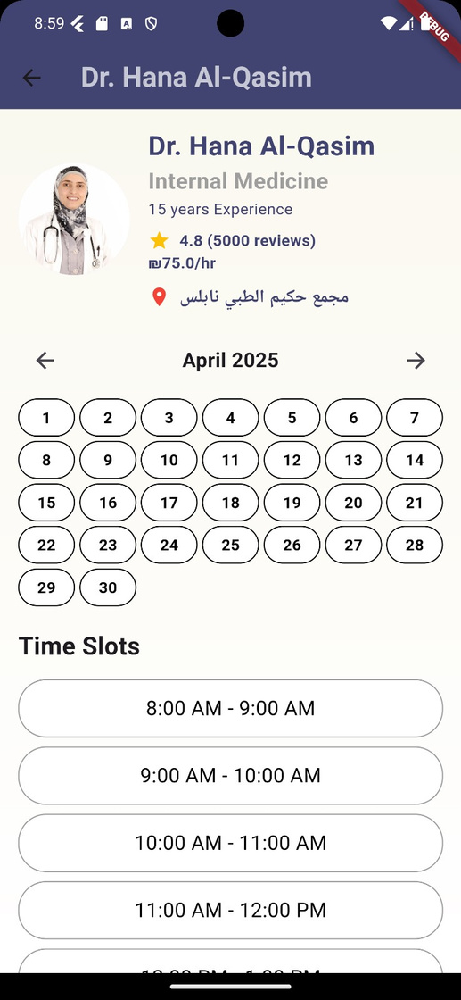 8:59
DEBUG
Dr. Hana Al-Qasim
Dr. Hana Al-Qasim
Internal Medicine
15 years Experience
4.8 (5000 reviews)
₪75.0/hr
مجمع حكيم الطبي نابلس
April 2025
1 2 3 4 5 6 7
8 9 10 11 12 13 14
15 16 17 18 19 20 21
22 23 24 25 26 27 28
29 30
Time Slots
8:00 AM - 9:00 AM
9:00 AM - 10:00 AM
10:00 AM - 11:00 AM
11:00 AM - 12:00 PM